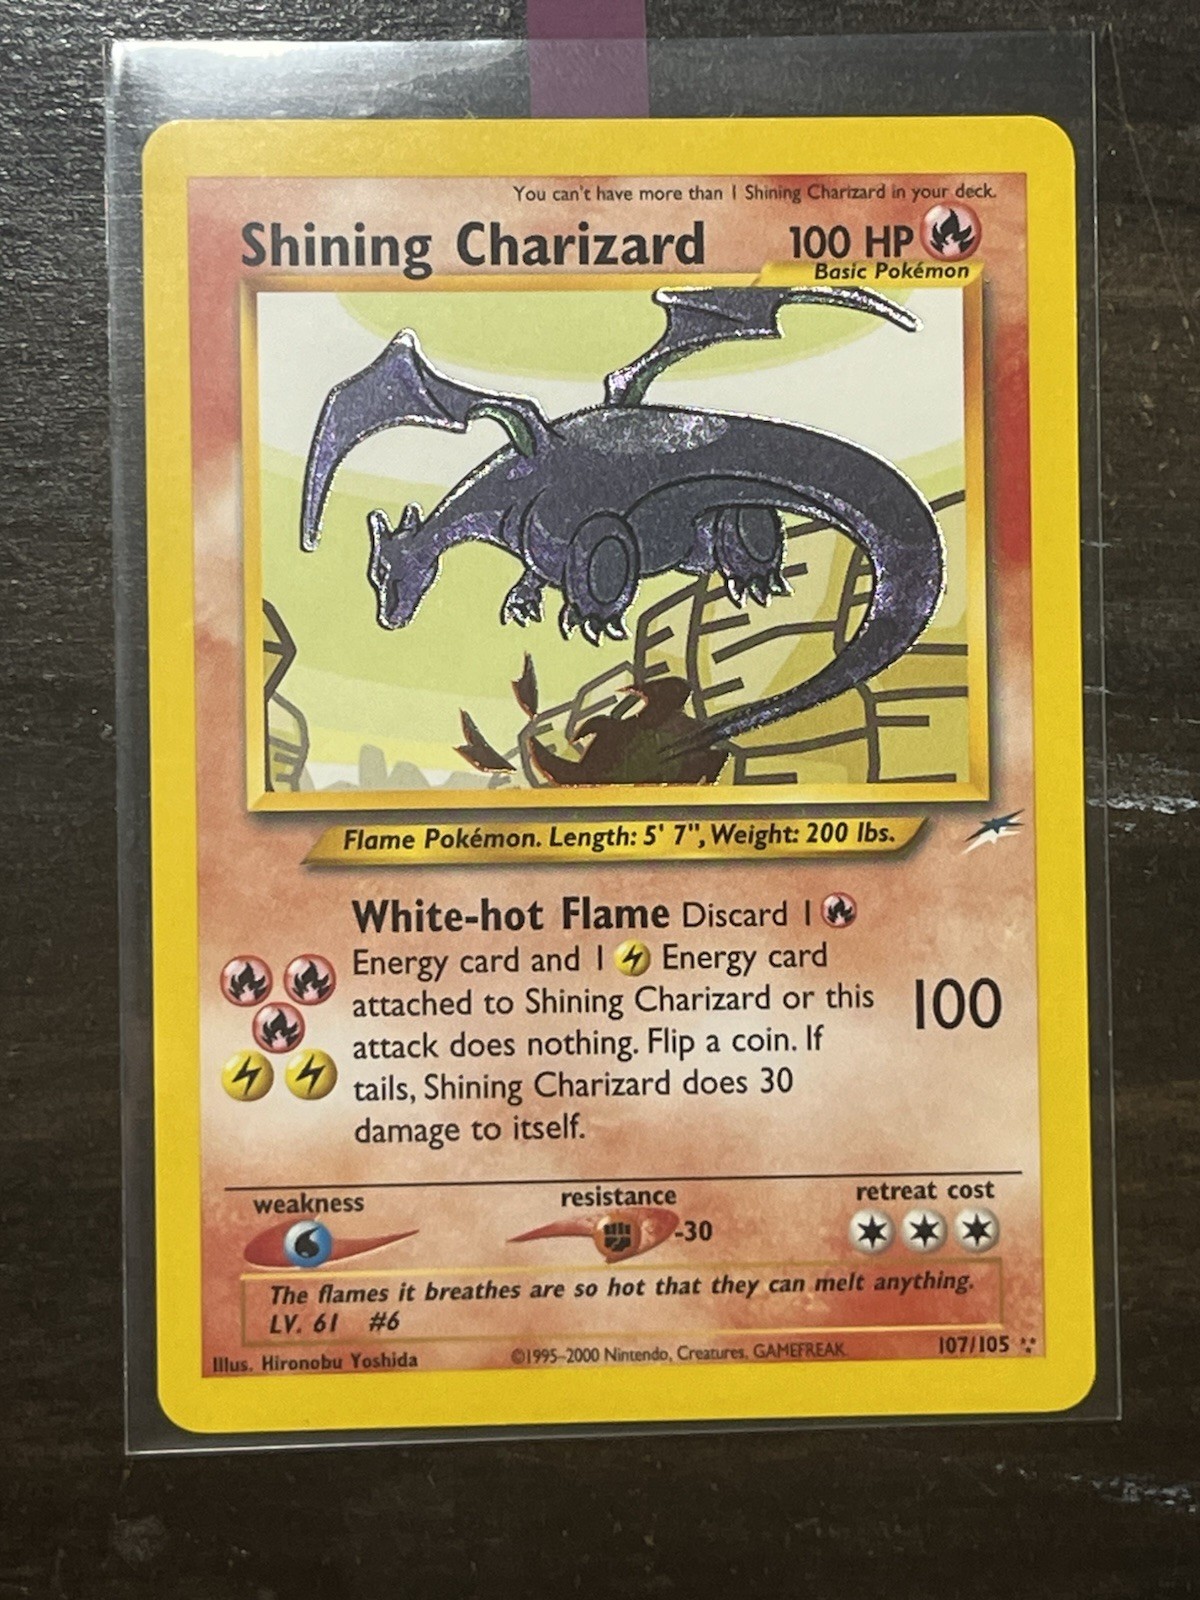 You can't have more than 1 Shining Charizard in your deck.
Shining Charizard 100 HP
Basic Pokémon
Flame Pokémon. Length: 5' 7", Weight: 200 lbs.
White-hot Flame Discard 1
Energy card and 1 Energy card
attached to Shining Charizard or this
attack does nothing. Flip a coin. If
tails, Shining Charizard does 30
damage to itself.
100
weakness resistance retreat cost
-30
The flames it breathes are so hot that they can melt anything.
LV. 61 #6
Illus. Hironobu Yoshida ©1995-2000 Nintendo, Creatures, GAMEFREAK. 107/105